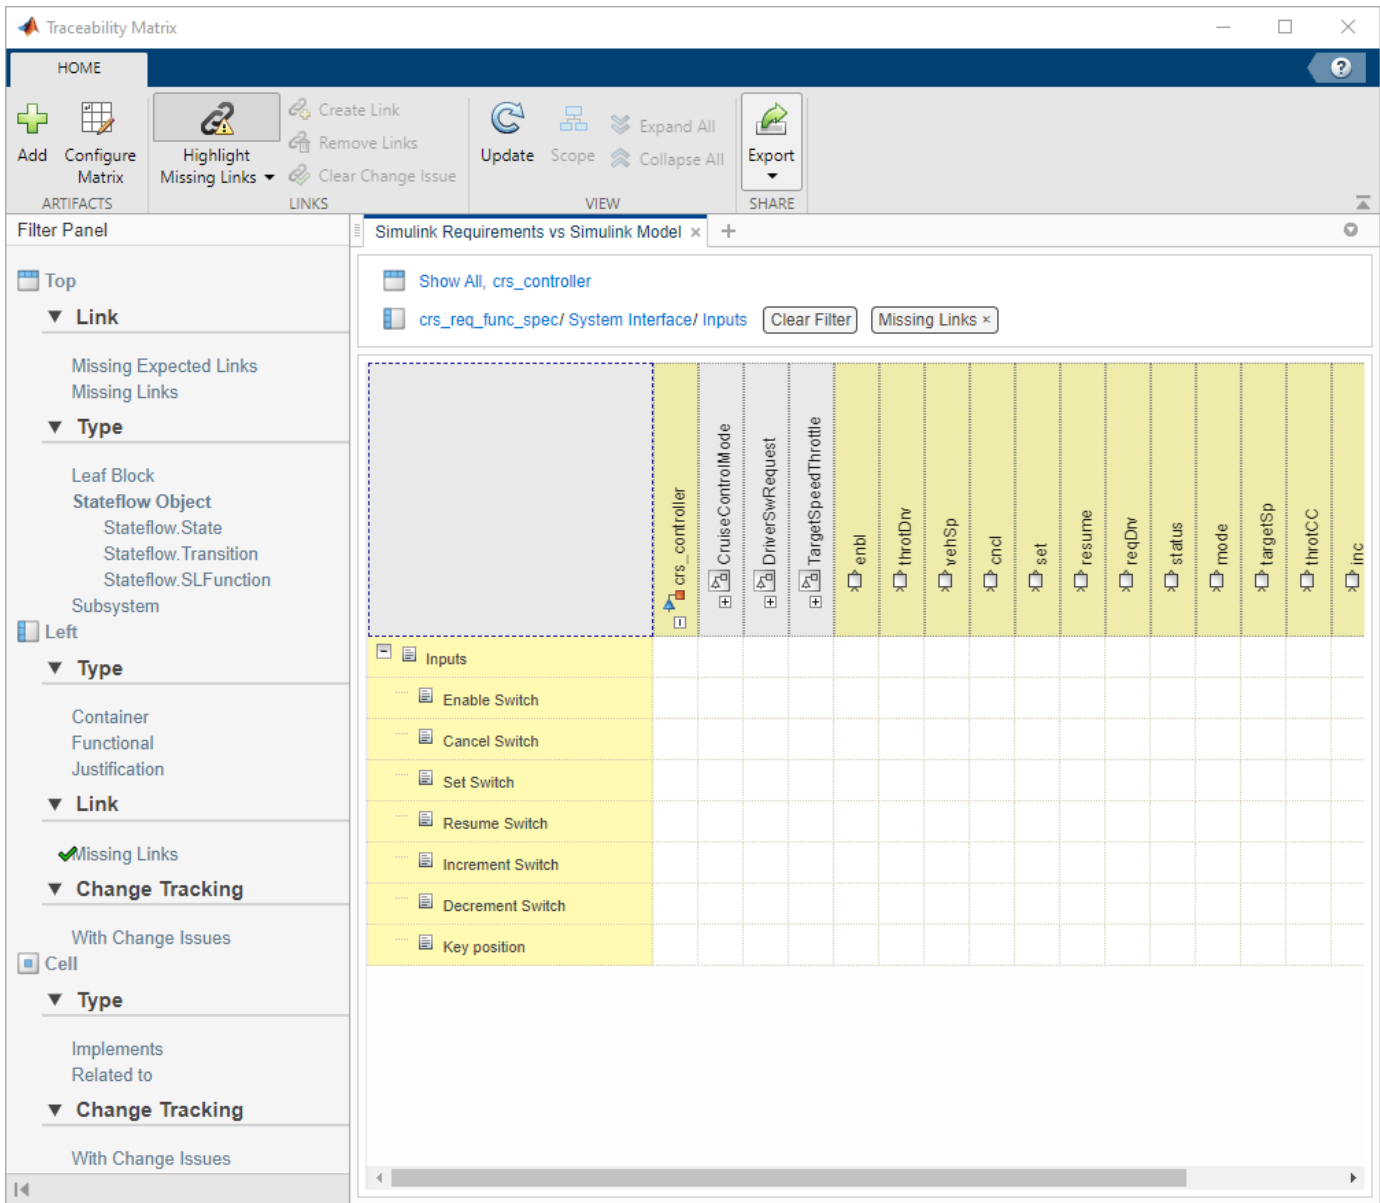 Traceability Matrix
HOME
Add
Configure
Matrix
ARTIFACTS
Highlight
Missing Links
Create Link
Remove Links
Clear Change Issue
LINKS
Update
Scope
Expand All
Collapse All
VIEW
Export
SHARE
Filter Panel
Top
Link
Missing Expected Links
Missing Links
Type
Leaf Block
Stateflow Object
Stateflow.State
Stateflow.Transition
Stateflow.SLFunction
Subsystem
Left
Type
Container
Functional
Justification
Link
Missing Links
Change Tracking
With Change Issues
Cell
Type
Implements
Related to
Change Tracking
With Change Issues
Simulink Requirements vs Simulink Model × +
Show All, crs_controller
crs_req_func_spec/ System Interface/ Inputs Clear Filter Missing Links ×
crs_controller
CruiseControlMode
DriverSwRequest
TargetSpeedThrottle
enbl
throtDrv
vehSp
cncl
set
resume
reqDrv
status
mode
targetSp
throtCC
inc
Inputs
Enable Switch
Cancel Switch
Set Switch
Resume Switch
Increment Switch
Decrement Switch
Key position